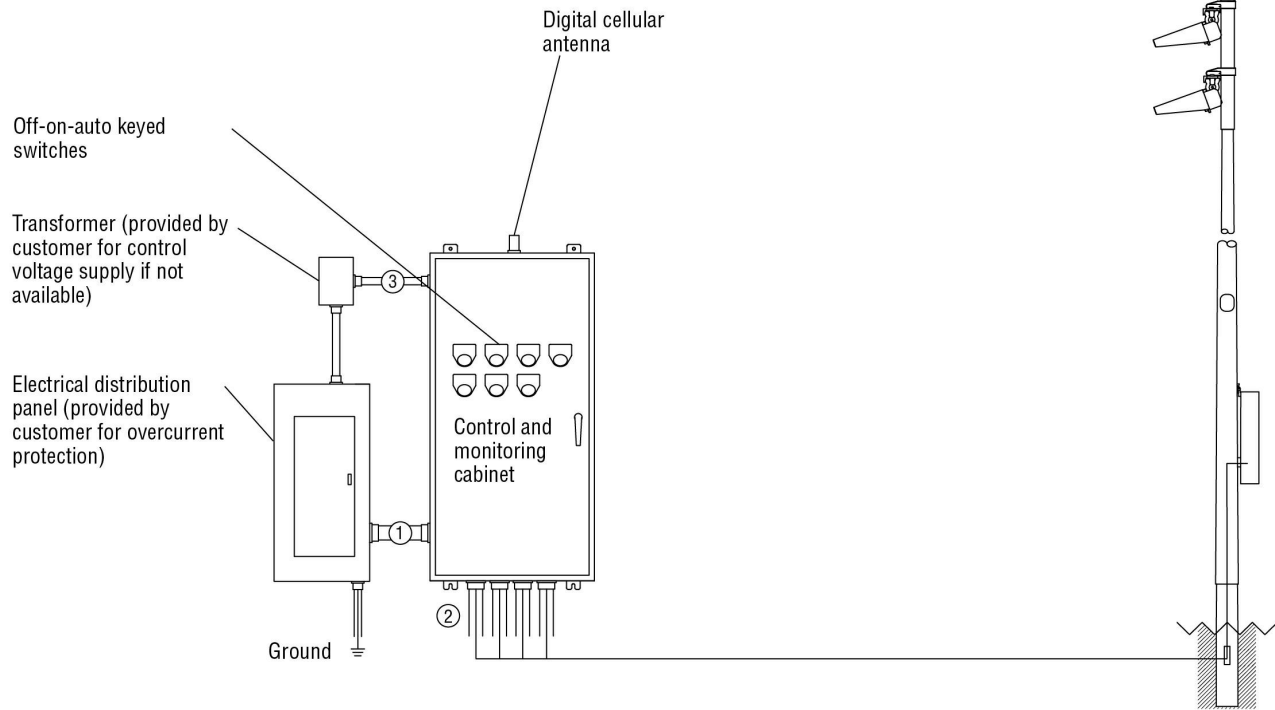 Digital cellular
antenna
Off-on-auto keyed
switches
Transformer (provided by
customer for control
voltage supply if not
available)
3
Electrical distribution
panel (provided by
customer for overcurrent
protection)
Control and
monitoring
cabinet
1
2
Ground